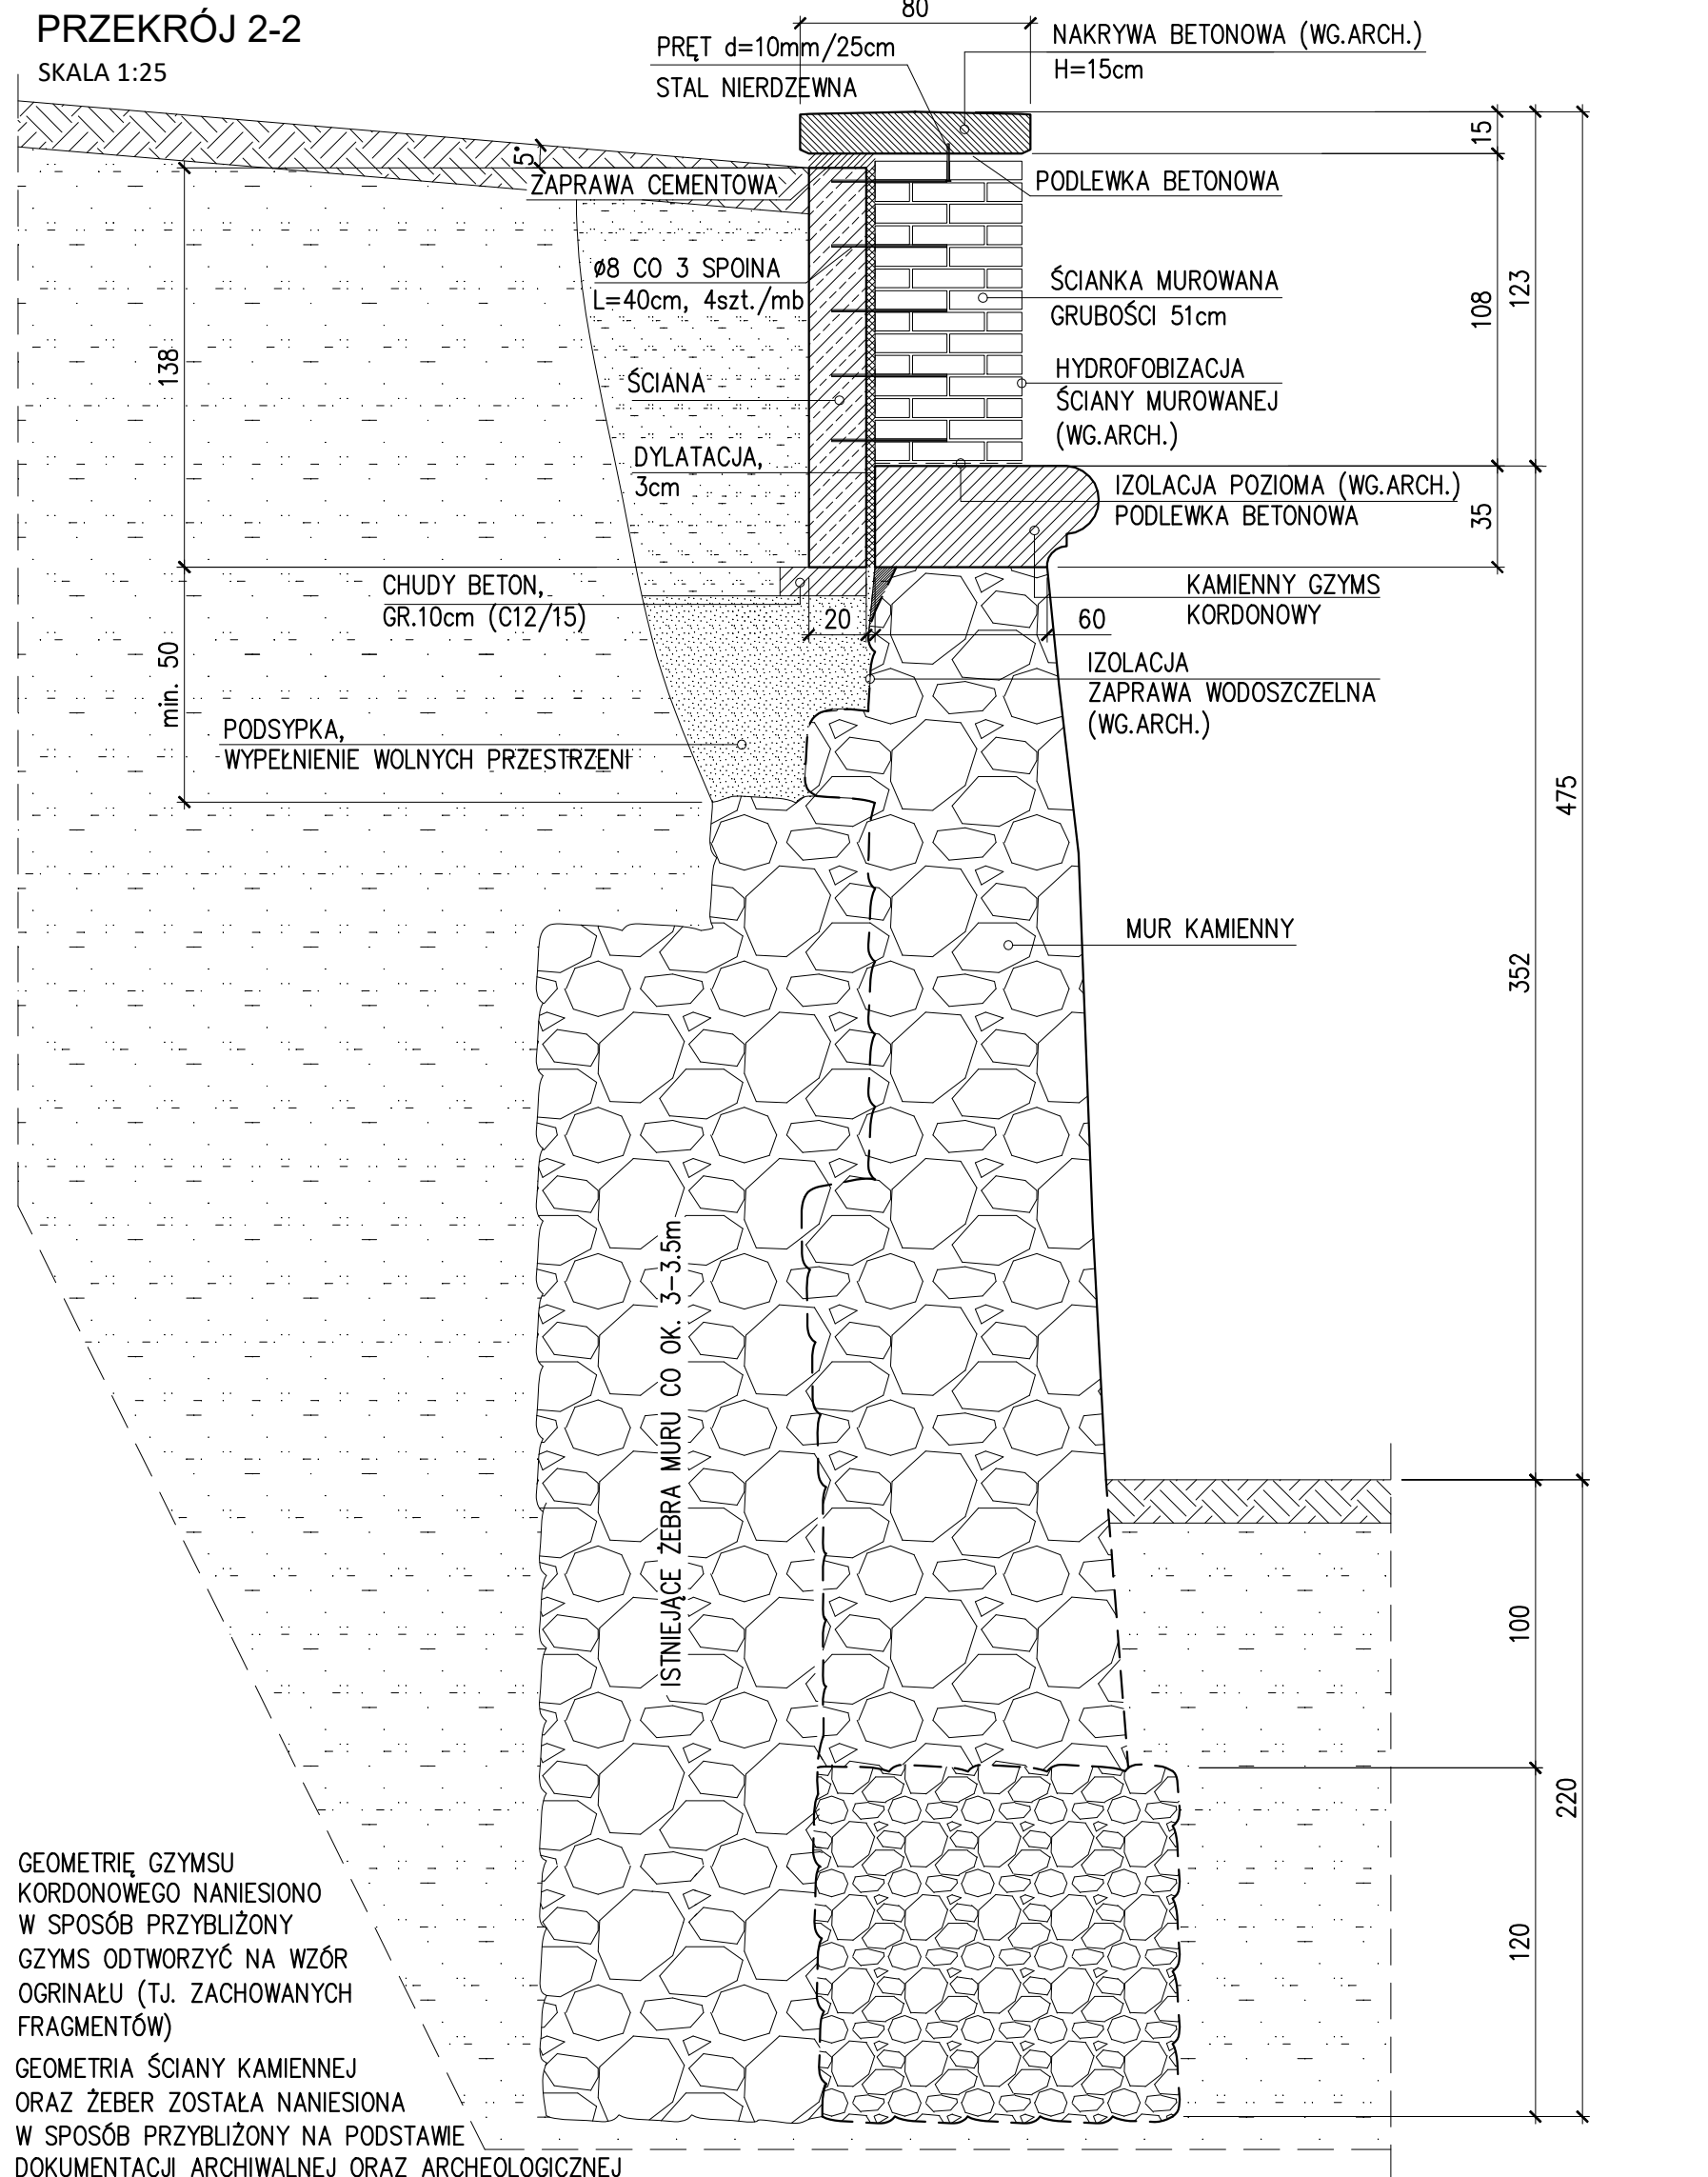 PRZEKRÓJ 2-2
SKALA 1:25
80
PRĘT d=10mm/25cm
STAL NIERDZEWNA
NAKRYWA BETONOWA (WG.ARCH.)
H=15cm
15
5°
ZAPRAWA CEMENTOWA
PODLEWKA BETONOWA
ø8 CO 3 SPOINA
L=40cm, 4szt./mb
ŚCIANKA MUROWANA
GRUBOŚCI 51cm
108
123
138
ŚCIANA
HYDROFOBIZACJA
ŚCIANY MUROWANEJ
(WG.ARCH.)
DYLATACJA,
3cm
IZOLACJA POZIOMA (WG.ARCH.)
PODLEWKA BETONOWA
35
CHUDY BETON,
GR.10cm (C12/15)
20
60
KAMIENNY GZYMS
KORDONOWY
min. 50
IZOLACJA
ZAPRAWA WODOSZCZELNA
(WG.ARCH.)
PODSYPKA,
WYPEŁNIENIE WOLNYCH PRZESTRZENI
475
MUR KAMIENNY
352
ISTNIEJĄCE ŻEBRA MURU CO OK. 3-3.5m
100
220
120
GEOMETRIĘ GZYMSU
KORDONOWEGO NANIESIONO
W SPOSÓB PRZYBLIŻONY
GZYMS ODTWORZYĆ NA WZÓR
OGRINAŁU (TJ. ZACHOWANYCH
FRAGMENTÓW)
GEOMETRIA ŚCIANY KAMIENNEJ
ORAZ ŻEBER ZOSTAŁA NANIESIONA
W SPOSÓB PRZYBLIŻONY NA PODSTAWIE
DOKUMENTACJI ARCHIWALNEJ ORAZ ARCHEOLOGICZNEJ